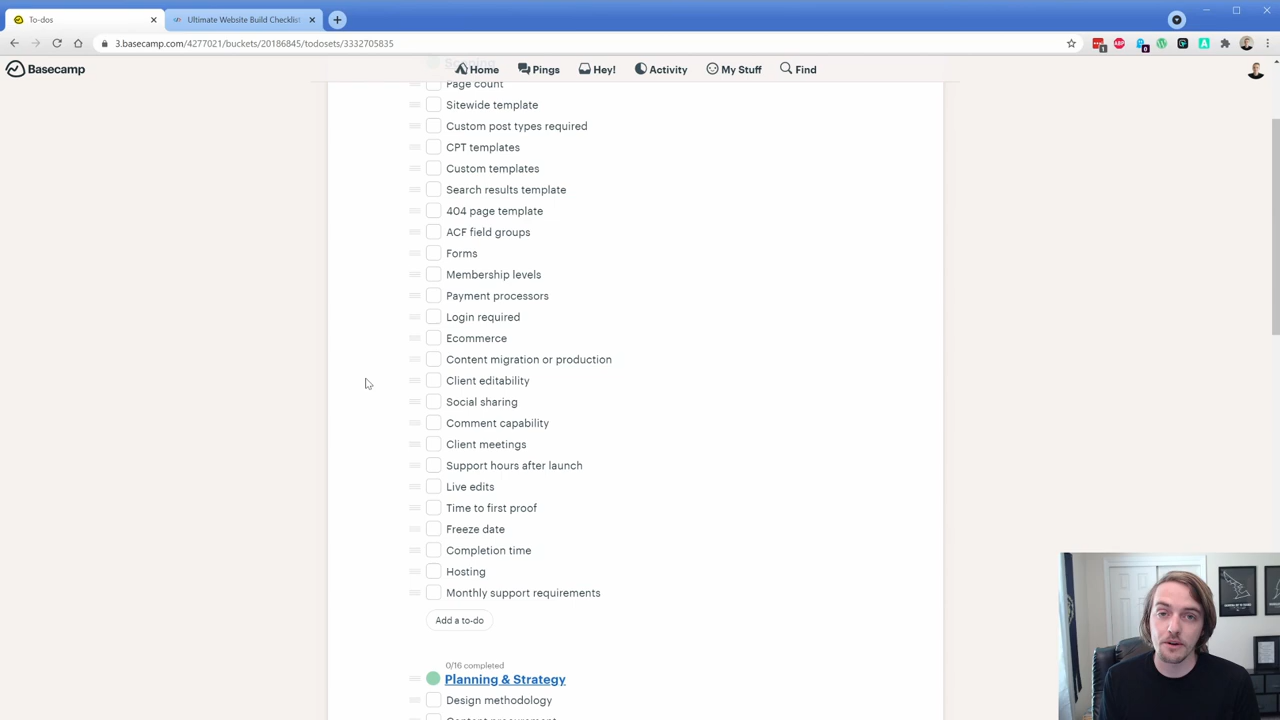 To-dos
Ultimate Website Build Checklist
3.basecamp.com/4277021/buckets/20186845/todosets/3332705835
Basecamp
Home
Pings
Hey!
Activity
My Stuff
Find
Scoping
Page count
Sitewide template
Custom post types required
CPT templates
Custom templates
Search results template
404 page template
ACF field groups
Forms
Membership levels
Payment processors
Login required
Ecommerce
Content migration or production
Client editability
Social sharing
Comment capability
Client meetings
Support hours after launch
Live edits
Time to first proof
Freeze date
Completion time
Hosting
Monthly support requirements
Add a to-do
0/16 completed
Planning & Strategy
Design methodology
Content procurement